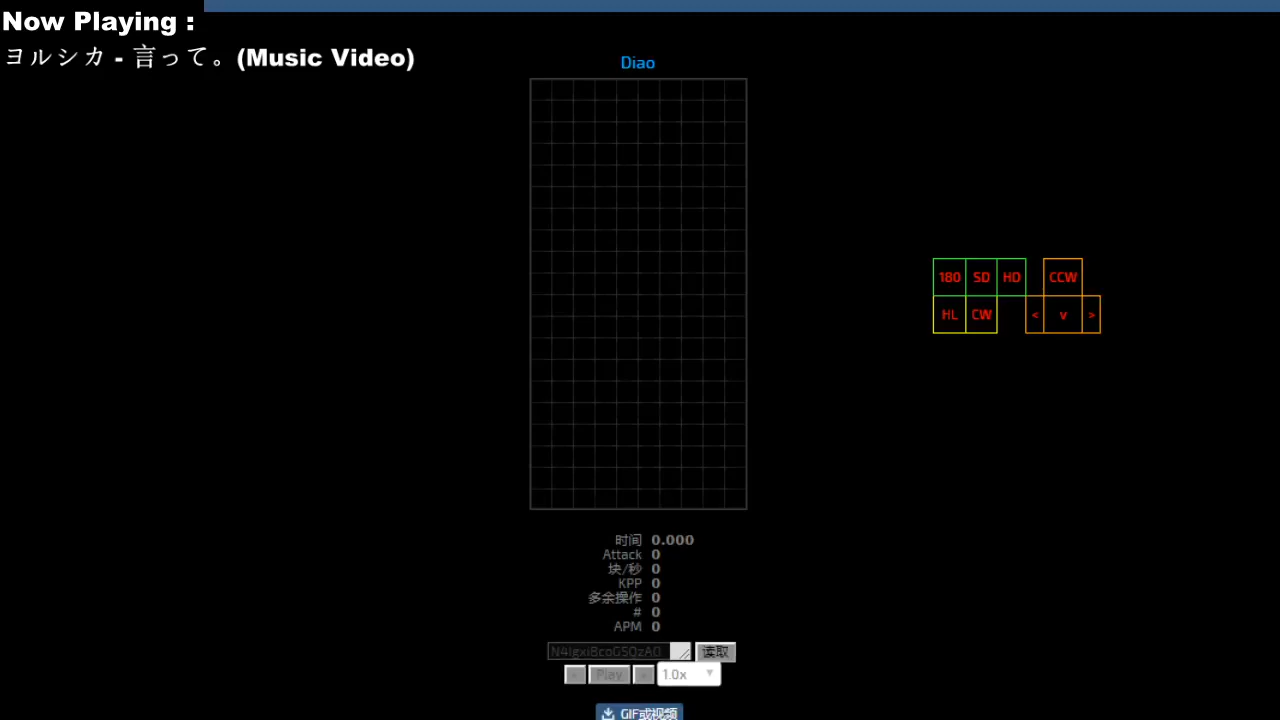 Now Playing :
ヨルシカ - 言って。(Music Video)
Diao
180 SD HD CCW
HL CW < v >
时间 0.000
Attack 0
块/秒 0
KPP 0
多余操作 0
# 0
APM 0
N4Igxi8coG5QzA0 读取
Play 1.0x
GIF或视频